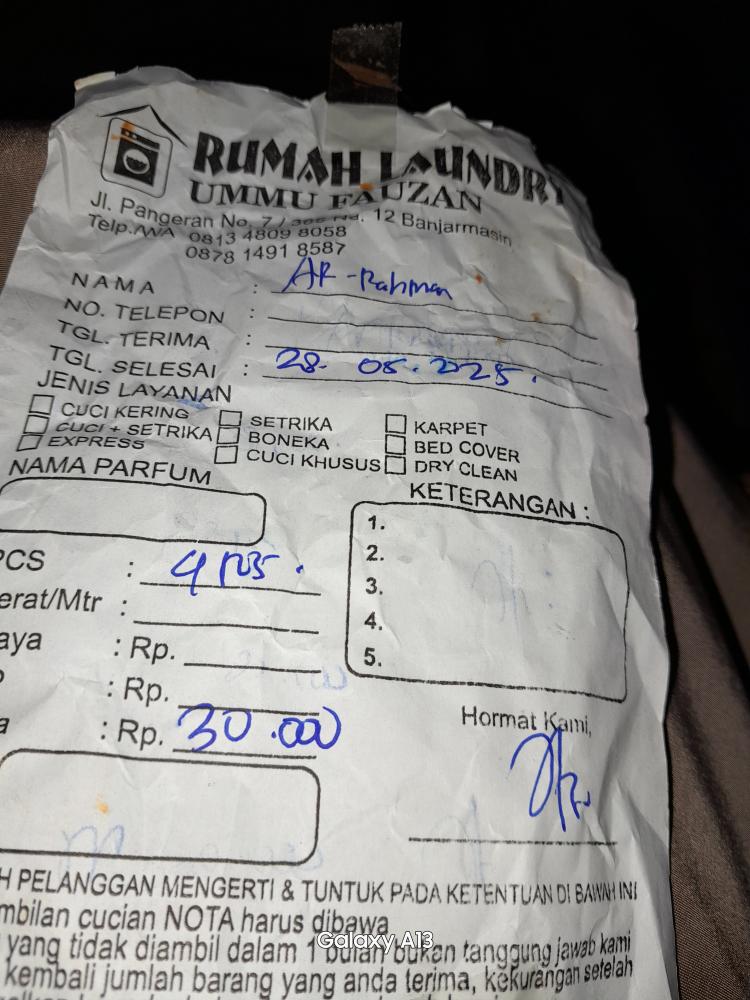 RUMAH LAUNDRY
UMMU FAUZAN
Jl. Pangeran No. 7 / No. 12 Banjarmasin
Telp./WA 0813 4809 8058
0878 1491 8587
NAMA : Ar-Rahman
NO. TELEPON :
TGL. TERIMA :
TGL. SELESAI : 28. 05. 2025.
JENIS LAYANAN
CUCI KERING SETRIKA KARPET
CUCI + SETRIKA BONEKA BED COVER
EXPRESS CUCI KHUSUS DRY CLEAN
NAMA PARFUM
KETERANGAN :
1.
2.
3.
4.
5.
PCS : 4
erat/Mtr :
aya : Rp.
: Rp.
a : Rp. 30.000
Hormat Kami,
H PELANGGAN MENGERTI & TUNTUK PADA KETENTUAN DI BAWAH INI
mbilan cucian NOTA harus dibawa
yang tidak diambil dalam 1 bulan bukan tanggung jawab kami
kembali jumlah barang yang anda terima, kekurangan setelah
Galaxy A13